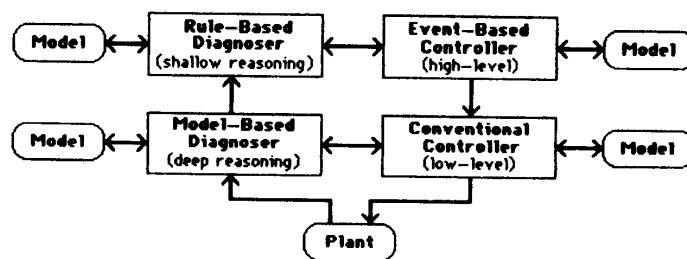 Model
Rule-Based
Diagnoser
(shallow reasoning)
Event-Based
Controller
(high-level)
Model
Model
Model-Based
Diagnoser
(deep reasoning)
Conventional
Controller
(low-level)
Model
Plant